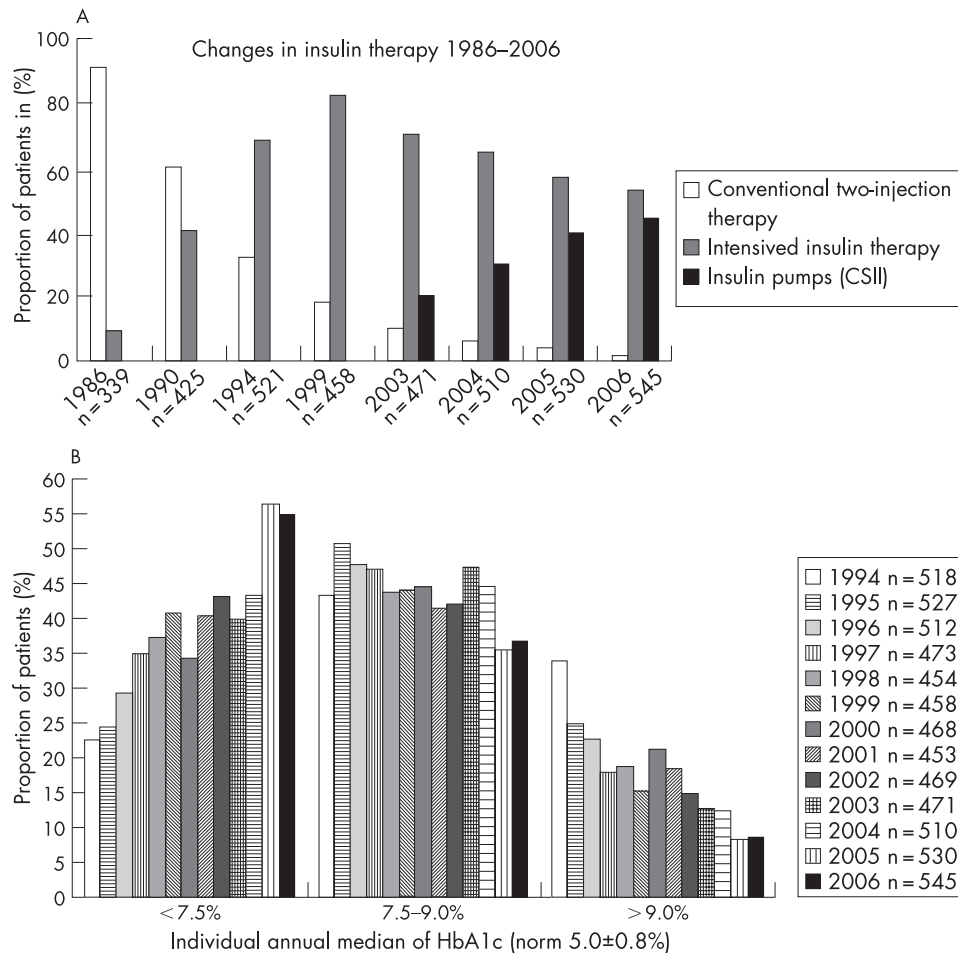 A
Changes in insulin therapy 1986–2006
Proportion of patients in (%)
100
80
60
40
20
0
1986
n = 339
1990
n = 425
1994
n = 521
1999
n = 458
2003
n = 471
2004
n = 510
2005
n = 530
2006
n = 545
Conventional two-injection
therapy
Intensived insulin therapy
Insulin pumps (CSII)
B
Proportion of patients (%)
60
55
50
45
40
35
30
25
20
15
10
5
0
<7.5%
7.5–9.0%
>9.0%
Individual annual median of HbA1c (norm 5.0±0.8%)
1994 n = 518
1995 n = 527
1996 n = 512
1997 n = 473
1998 n = 454
1999 n = 458
2000 n = 468
2001 n = 453
2002 n = 469
2003 n = 471
2004 n = 510
2005 n = 530
2006 n = 545